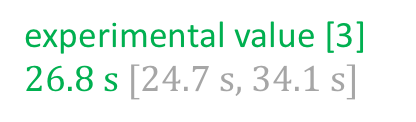 experimental value [3]
26.8 s [24.7 s, 34.1 s]